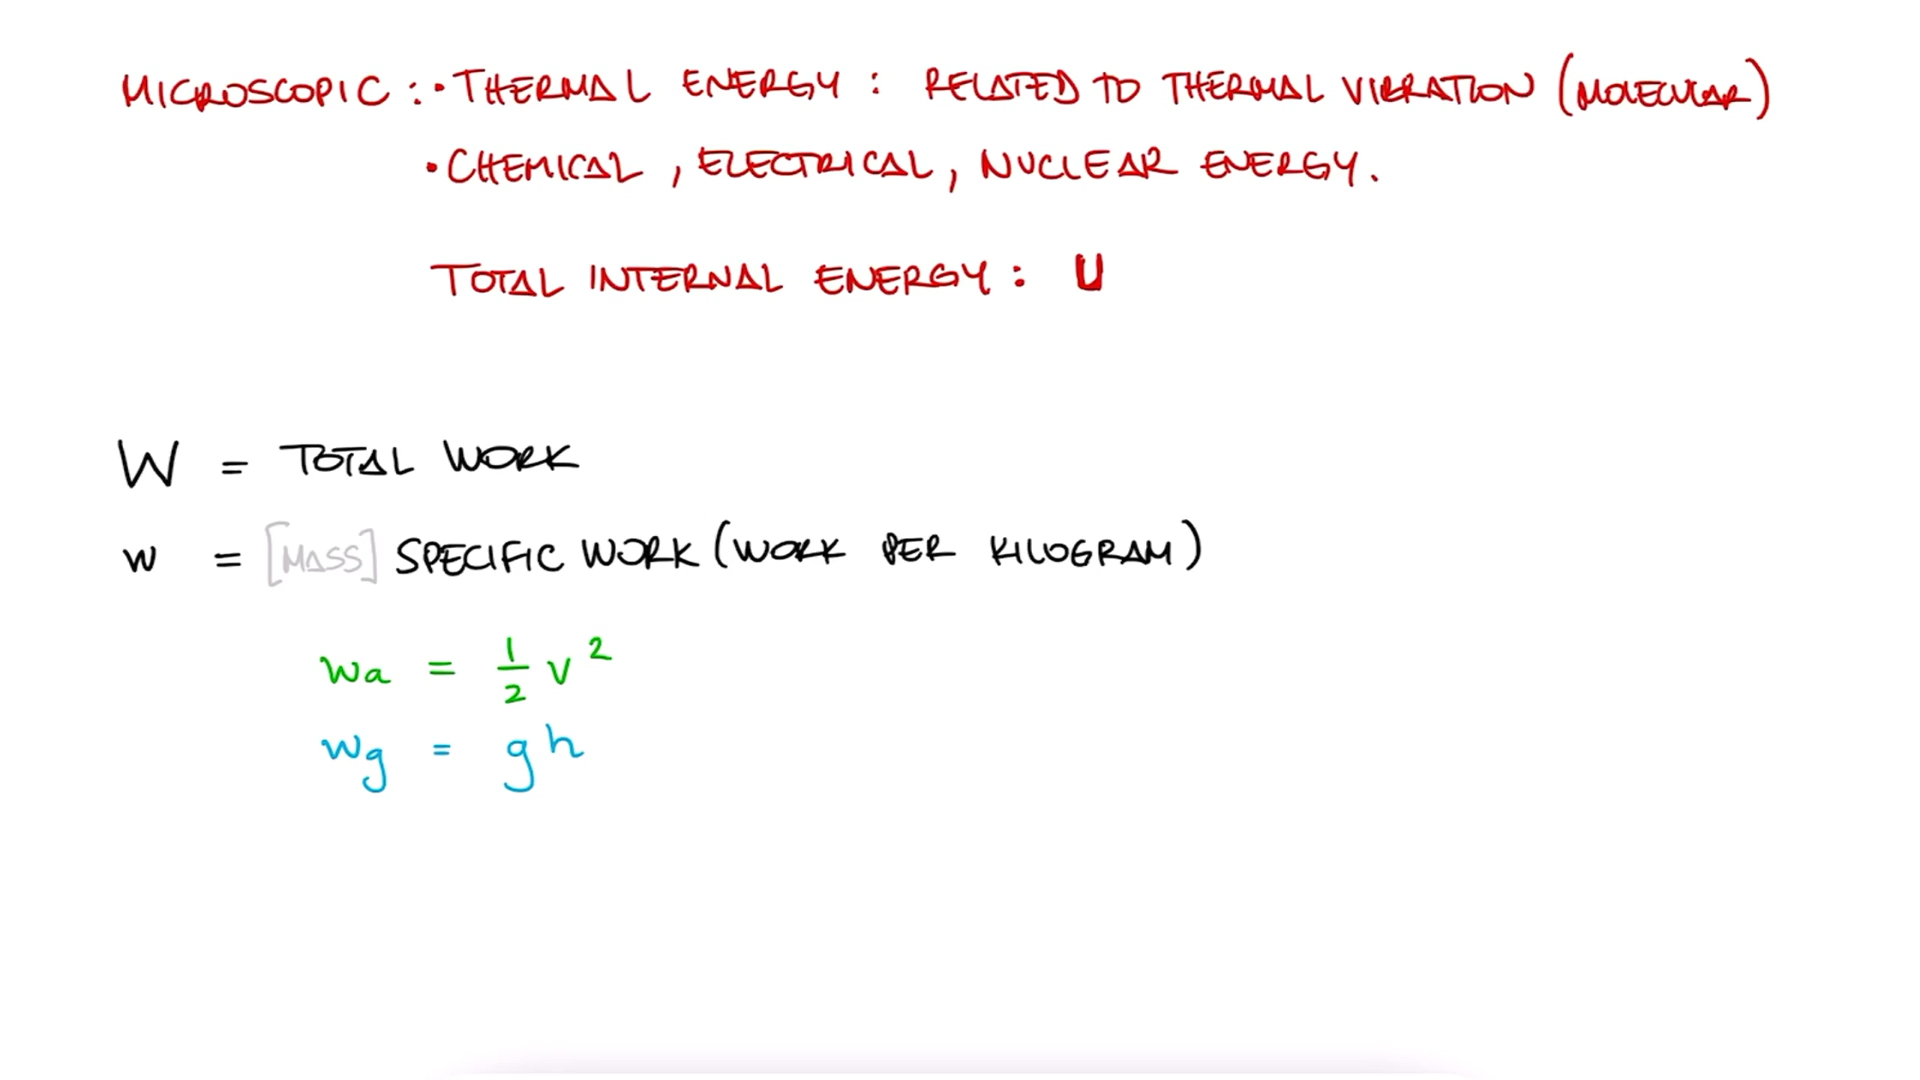 MICROSCOPIC : • THERMAL ENERGY : RELATED TO THERMAL VIBRATION (MOLECULAR)
• CHEMICAL , ELECTRICAL , NUCLEAR ENERGY.
TOTAL INTERNAL ENERGY : U
W = TOTAL WORK
w = [MASS] SPECIFIC WORK (WORK PER KILOGRAM)
wa = 1/2 v²
wg = gh